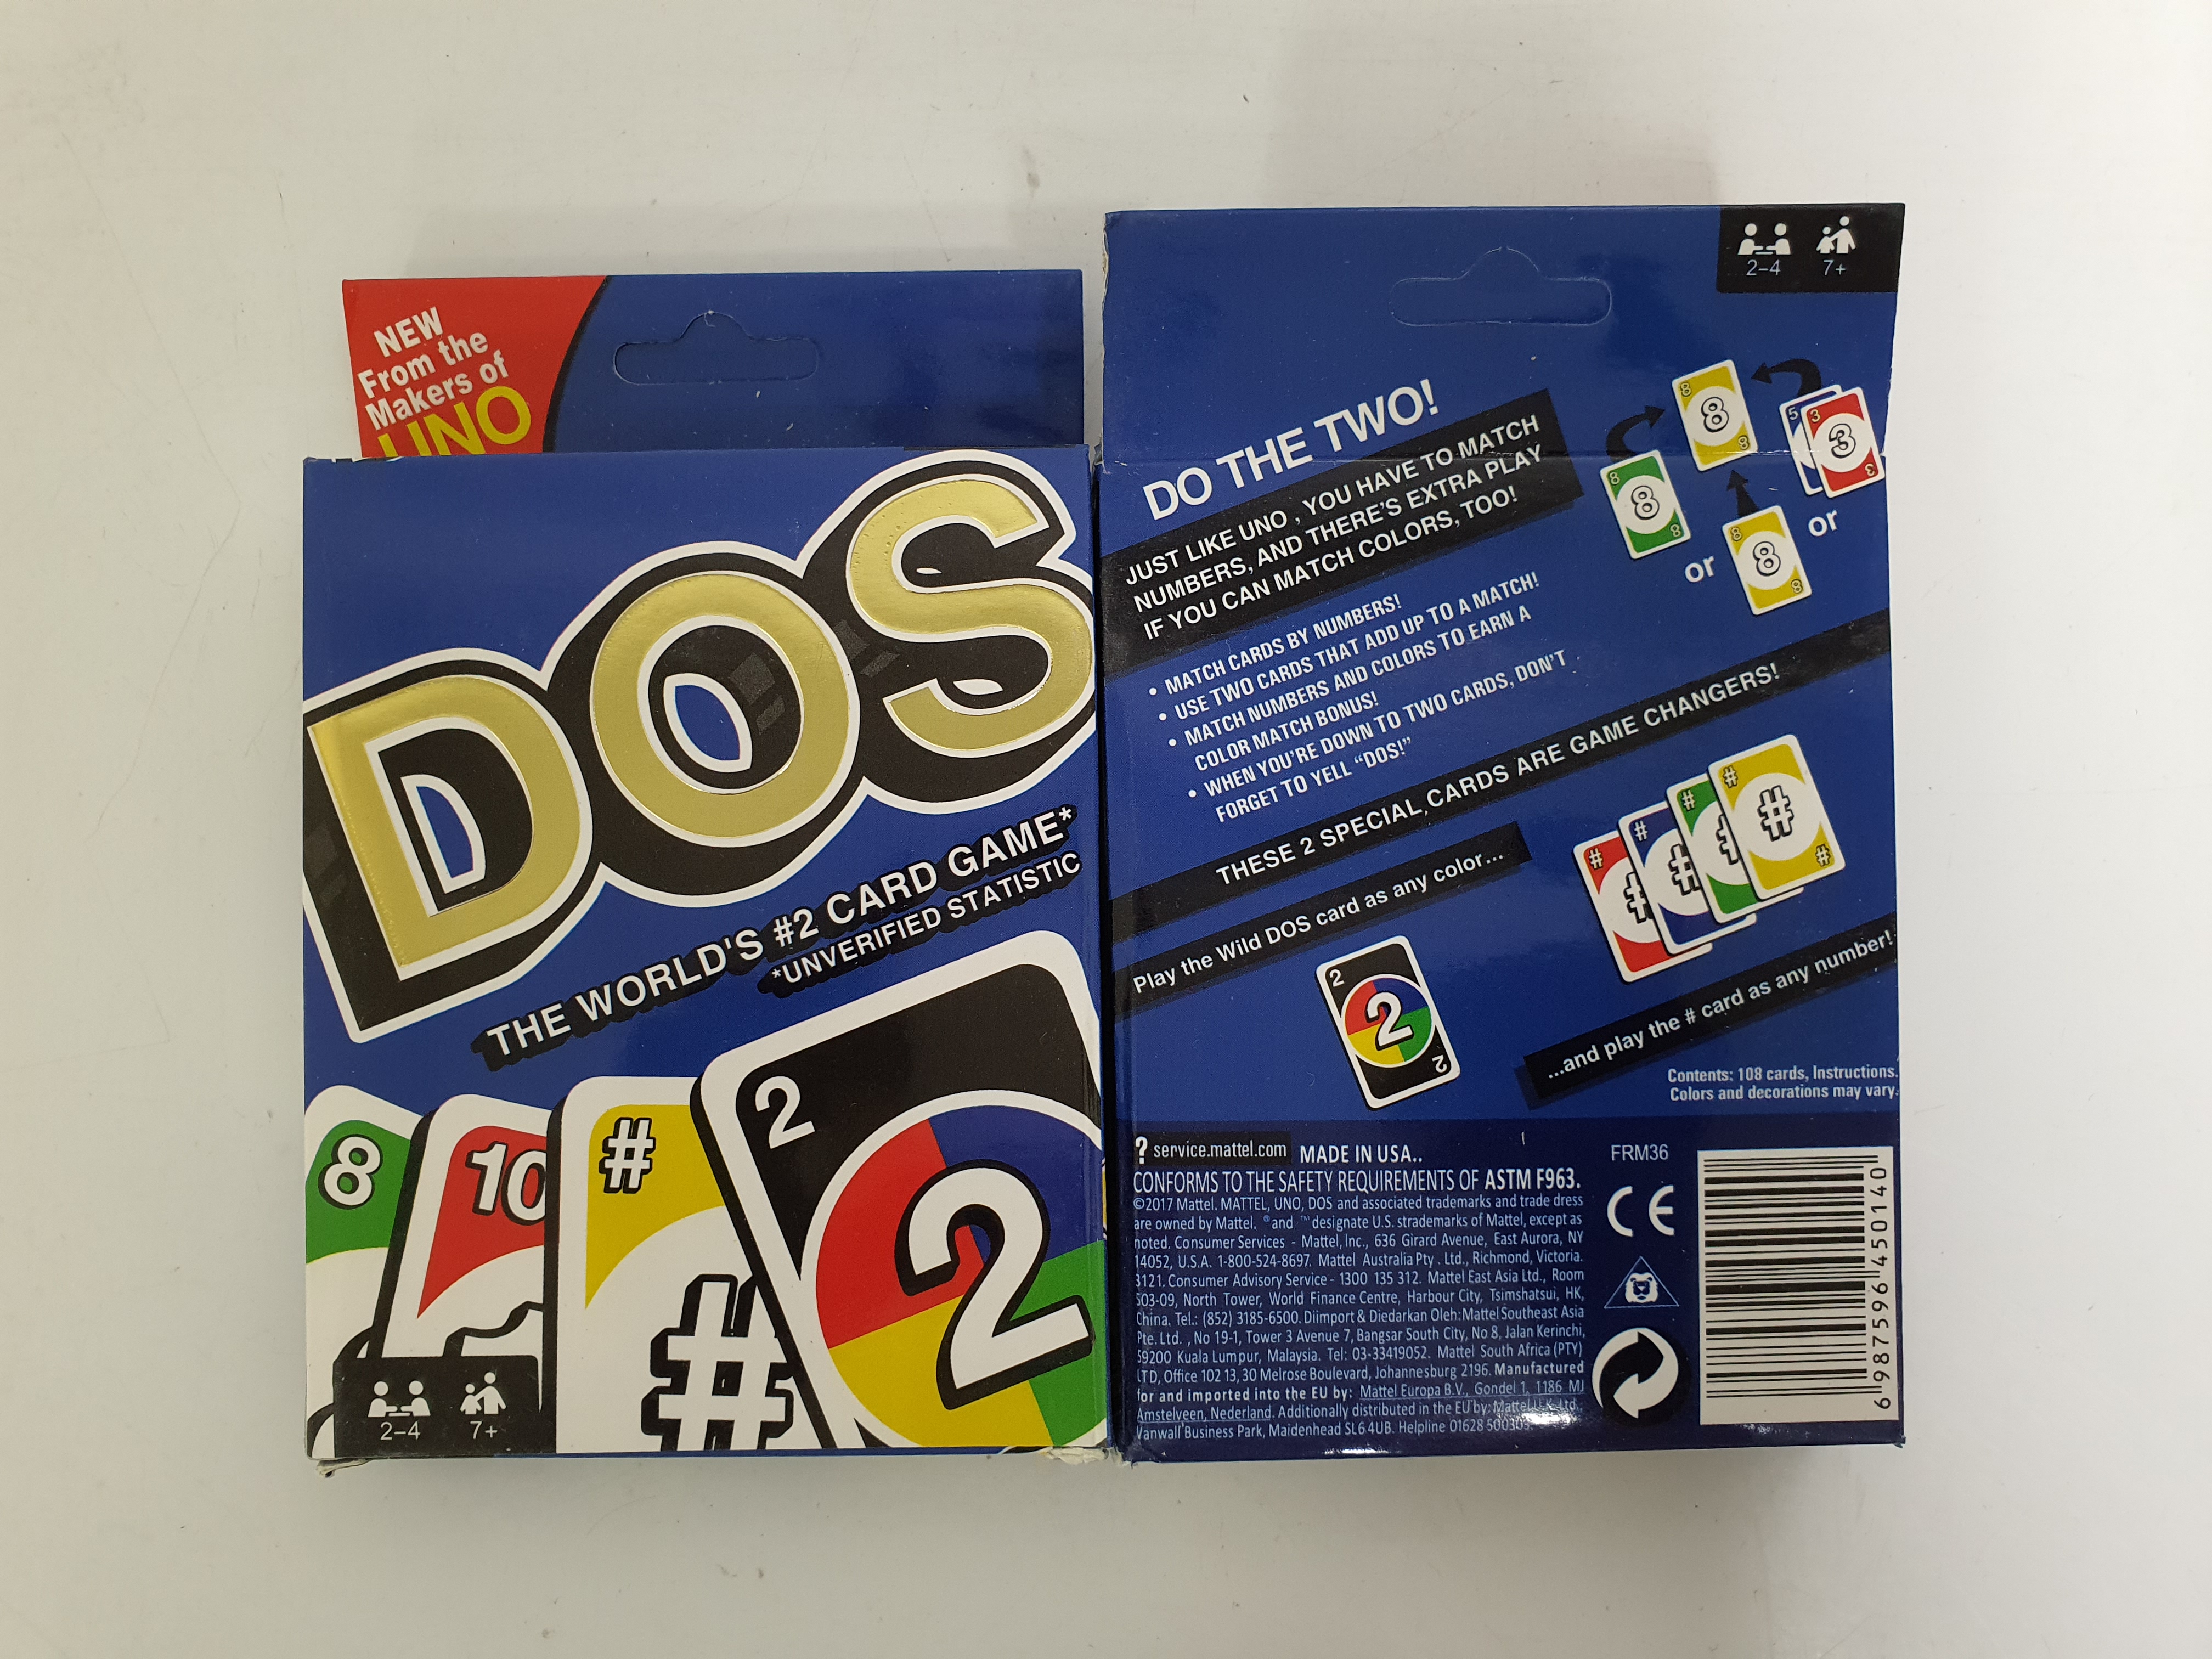 NEW
From the
Makers of
UNO
DOS
THE WORLD'S #2 CARD GAME*
*UNVERIFIED STATISTIC
8
10
#
2
#
2
2–4
7+
2–4
7+
DO THE TWO!
JUST LIKE UNO , YOU HAVE TO MATCH
NUMBERS, AND THERE'S EXTRA PLAY
IF YOU CAN MATCH COLORS, TOO!
8
8
8
8
8
8
or
8
8
8
or
5
3
3
3
• MATCH CARDS BY NUMBERS!
• USE TWO CARDS THAT ADD UP TO A MATCH!
• MATCH NUMBERS AND COLORS TO EARN A
COLOR MATCH BONUS!
• WHEN YOU'RE DOWN TO TWO CARDS, DON'T
FORGET TO YELL “DOS!”
THESE 2 SPECIAL, CARDS ARE GAME CHANGERS!
Play the Wild DOS card as any color...
2
2
2
#
#
#
#
#
#
#
#
#
...and play the # card as any number!
Contents: 108 cards, Instructions.
Colors and decorations may vary.
? service.mattel.com MADE IN USA..
CONFORMS TO THE SAFETY REQUIREMENTS OF ASTM F963.
©2017 Mattel. MATTEL, UNO, DOS and associated trademarks and trade dress
are owned by Mattel. ® and ™ designate U.S. strademarks of Mattel, except as
noted. Consumer Services - Mattel, Inc., 636 Girard Avenue, East Aurora, NY
14052, U.S.A. 1-800-524-8697. Mattel Australia Pty . Ltd., Richmond, Victoria.
3121. Consumer Advisory Service - 1300 135 312. Mattel East Asia Ltd., Room
503-09, North Tower, World Finance Centre, Harbour City, Tsimshatsui, HK,
China. Tel.: (852) 3185-6500. Diimport & Diedarkan Oleh: Mattel Southeast Asia
Pte. Ltd. , No 19-1, Tower 3 Avenue 7, Bangsar South City, No 8, Jalan Kerinchi,
59200 Kuala Lumpur, Malaysia. Tel: 03-33419052. Mattel South Africa (PTY)
LTD, Office 102 13, 30 Melrose Boulevard, Johannesburg 2196. Manufactured
for and imported into the EU by: Mattel Europa B.V., Gondel 1, 1186 MJ
Amstelveen, Nederland. Additionally distributed in the EU by: Mattel U.K. Ltd.,
Vanwall Business Park, Maidenhead SL6 4UB. Helpline 01628 500303.
FRM36
CE
6 987596 450140